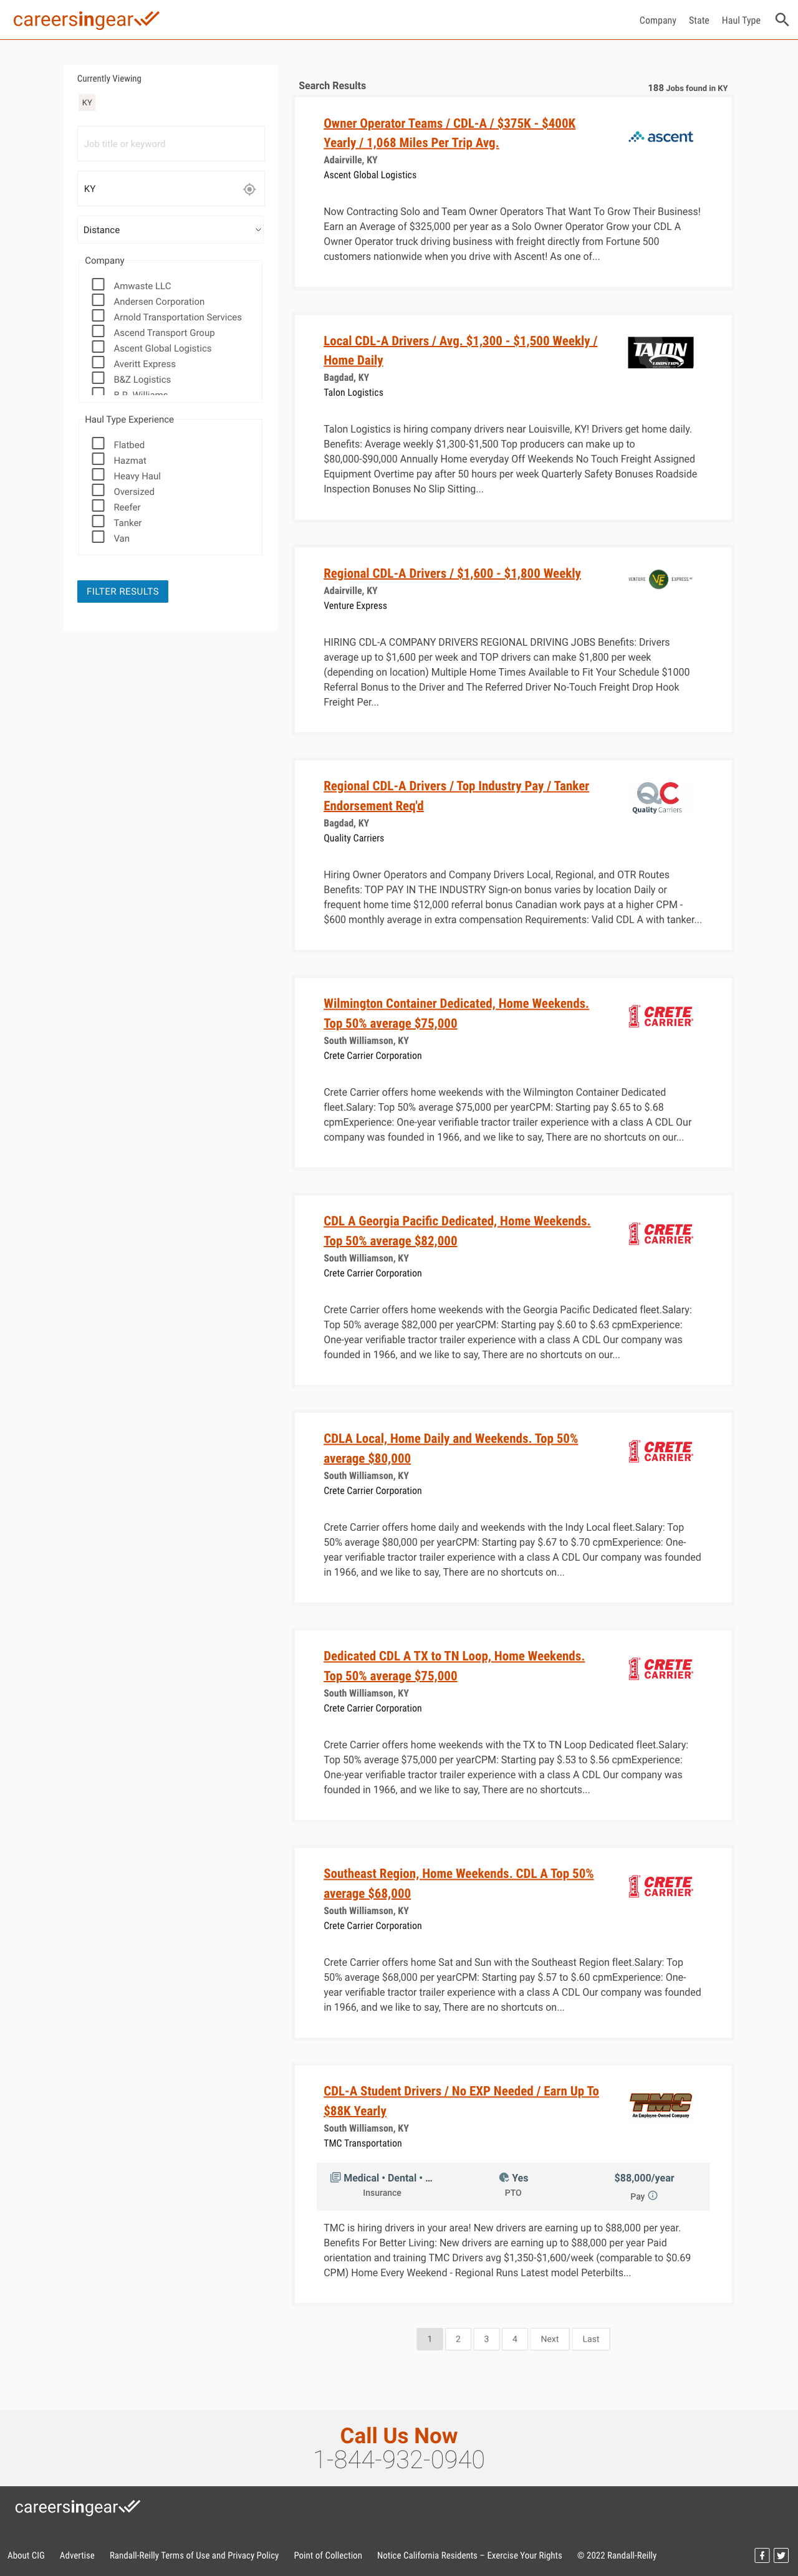 careersingear
Company State Haul Type
Currently Viewing
KY
Job title or keyword
KY
Distance
Company
Amwaste LLC
Andersen Corporation
Arnold Transportation Services
Ascend Transport Group
Ascent Global Logistics
Averitt Express
B&Z Logistics
B.R. Williams
Haul Type Experience
Flatbed
Hazmat
Heavy Haul
Oversized
Reefer
Tanker
Van
FILTER RESULTS
Search Results
188 Jobs found in KY
Owner Operator Teams / CDL-A / $375K - $400K
Yearly / 1,068 Miles Per Trip Avg.
Adairville, KY
Ascent Global Logistics
ascent
Now Contracting Solo and Team Owner Operators That Want To Grow Their Business!
Earn an Average of $325,000 per year as a Solo Owner Operator Grow your CDL A
Owner Operator truck driving business with freight directly from Fortune 500
customers nationwide when you drive with Ascent! As one of...
Local CDL-A Drivers / Avg. $1,300 - $1,500 Weekly /
Home Daily
Bagdad, KY
Talon Logistics
TALON
LOGISTICS
Talon Logistics is hiring company drivers near Louisville, KY! Drivers get home daily.
Benefits: Average weekly $1,300-$1,500 Top producers can make up to
$80,000-$90,000 Annually Home everyday Off Weekends No Touch Freight Assigned
Equipment Overtime pay after 50 hours per week Quarterly Safety Bonuses Roadside
Inspection Bonuses No Slip Sitting...
Regional CDL-A Drivers / $1,600 - $1,800 Weekly
Adairville, KY
Venture Express
VENTURE VE EXPRESS
HIRING CDL-A COMPANY DRIVERS REGIONAL DRIVING JOBS Benefits: Drivers
average up to $1,600 per week and TOP drivers can make $1,800 per week
(depending on location) Multiple Home Times Available to Fit Your Schedule $1000
Referral Bonus to the Driver and The Referred Driver No-Touch Freight Drop Hook
Freight Per...
Regional CDL-A Drivers / Top Industry Pay / Tanker
Endorsement Req'd
Bagdad, KY
Quality Carriers
QC
Quality Carriers
Hiring Owner Operators and Company Drivers Local, Regional, and OTR Routes
Benefits: TOP PAY IN THE INDUSTRY Sign-on bonus varies by location Daily or
frequent home time $12,000 referral bonus Canadian work pays at a higher CPM -
$600 monthly average in extra compensation Requirements: Valid CDL A with tanker...
Wilmington Container Dedicated, Home Weekends.
Top 50% average $75,000
South Williamson, KY
Crete Carrier Corporation
CRETE
CARRIER
Crete Carrier offers home weekends with the Wilmington Container Dedicated
fleet.Salary: Top 50% average $75,000 per yearCPM: Starting pay $.65 to $.68
cpmExperience: One-year verifiable tractor trailer experience with a class A CDL Our
company was founded in 1966, and we like to say, There are no shortcuts on our...
CDL A Georgia Pacific Dedicated, Home Weekends.
Top 50% average $82,000
South Williamson, KY
Crete Carrier Corporation
CRETE
CARRIER
Crete Carrier offers home weekends with the Georgia Pacific Dedicated fleet.Salary:
Top 50% average $82,000 per yearCPM: Starting pay $.60 to $.63 cpmExperience:
One-year verifiable tractor trailer experience with a class A CDL Our company was
founded in 1966, and we like to say, There are no shortcuts on our...
CDLA Local, Home Daily and Weekends. Top 50%
average $80,000
South Williamson, KY
Crete Carrier Corporation
CRETE
CARRIER
Crete Carrier offers home daily and weekends with the Indy Local fleet.Salary: Top
50% average $80,000 per yearCPM: Starting pay $.67 to $.70 cpmExperience: One-
year verifiable tractor trailer experience with a class A CDL Our company was founded
in 1966, and we like to say, There are no shortcuts on...
Dedicated CDL A TX to TN Loop, Home Weekends.
Top 50% average $75,000
South Williamson, KY
Crete Carrier Corporation
CRETE
CARRIER
Crete Carrier offers home weekends with the TX to TN Loop Dedicated fleet.Salary:
Top 50% average $75,000 per yearCPM: Starting pay $.53 to $.56 cpmExperience:
One-year verifiable tractor trailer experience with a class A CDL Our company was
founded in 1966, and we like to say, There are no shortcuts...
Southeast Region, Home Weekends. CDL A Top 50%
average $68,000
South Williamson, KY
Crete Carrier Corporation
CRETE
CARRIER
Crete Carrier offers home Sat and Sun with the Southeast Region fleet.Salary: Top
50% average $68,000 per yearCPM: Starting pay $.57 to $.60 cpmExperience: One-
year verifiable tractor trailer experience with a class A CDL Our company was founded
in 1966, and we like to say, There are no shortcuts on...
CDL-A Student Drivers / No EXP Needed / Earn Up To
$88K Yearly
South Williamson, KY
TMC Transportation
TMC
An Employee-Owned Company
Medical • Dental • ... Yes $88,000/year
Insurance PTO Pay
TMC is hiring drivers in your area! New drivers are earning up to $88,000 per year.
Benefits For Better Living: New drivers are earning up to $88,000 per year Paid
orientation and training TMC Drivers avg $1,350-$1,600/week (comparable to $0.69
CPM) Home Every Weekend - Regional Runs Latest model Peterbilts...
1 2 3 4 Next Last
Call Us Now
1-844-932-0940
careersingear
About CIG Advertise Randall-Reilly Terms of Use and Privacy Policy Point of Collection Notice California Residents – Exercise Your Rights © 2022 Randall-Reilly